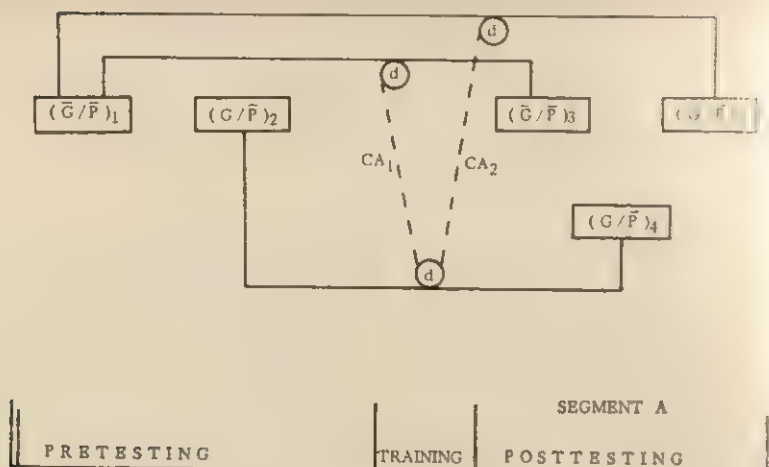 d
d
(G̅/P̅)₁
(G/P̅)₂
(G̅/P̅)₃
CA₁
CA₂
(G/P̅)₄
d
SEGMENT A
PRETESTING
TRAINING
POSTTESTING